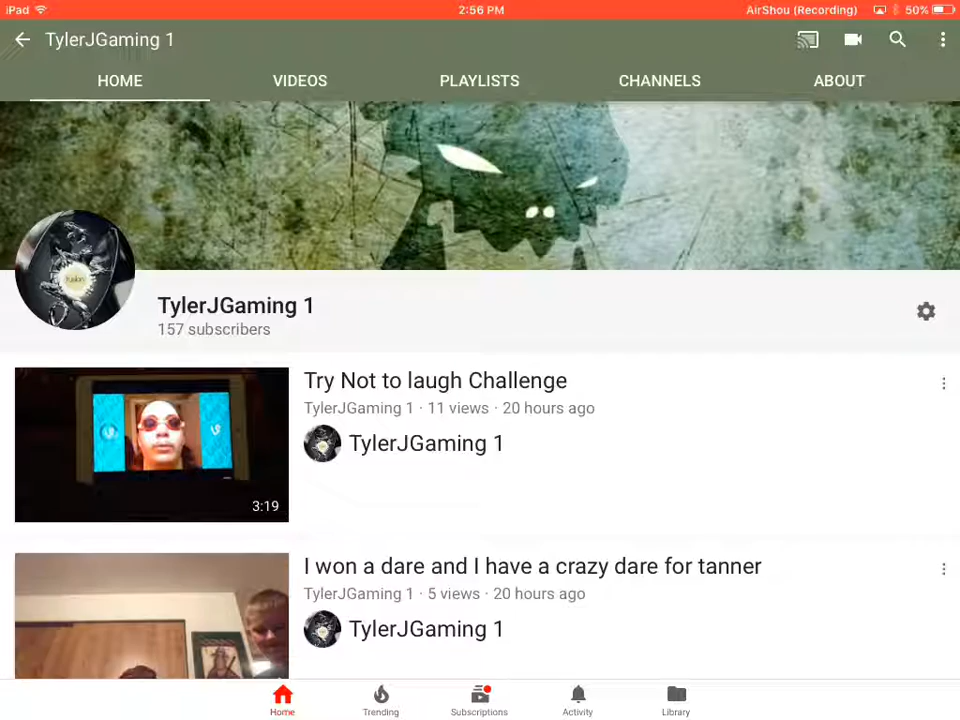 iPad 2:56 PM AirShou (Recording) 50%
TylerJGaming 1
HOME VIDEOS PLAYLISTS CHANNELS ABOUT
TylerJGaming 1
157 subscribers
Try Not to laugh Challenge
TylerJGaming 1 · 11 views · 20 hours ago
TylerJGaming 1
3:19
I won a dare and I have a crazy dare for tanner
TylerJGaming 1 · 5 views · 20 hours ago
TylerJGaming 1
Home Trending Subscriptions Activity Library